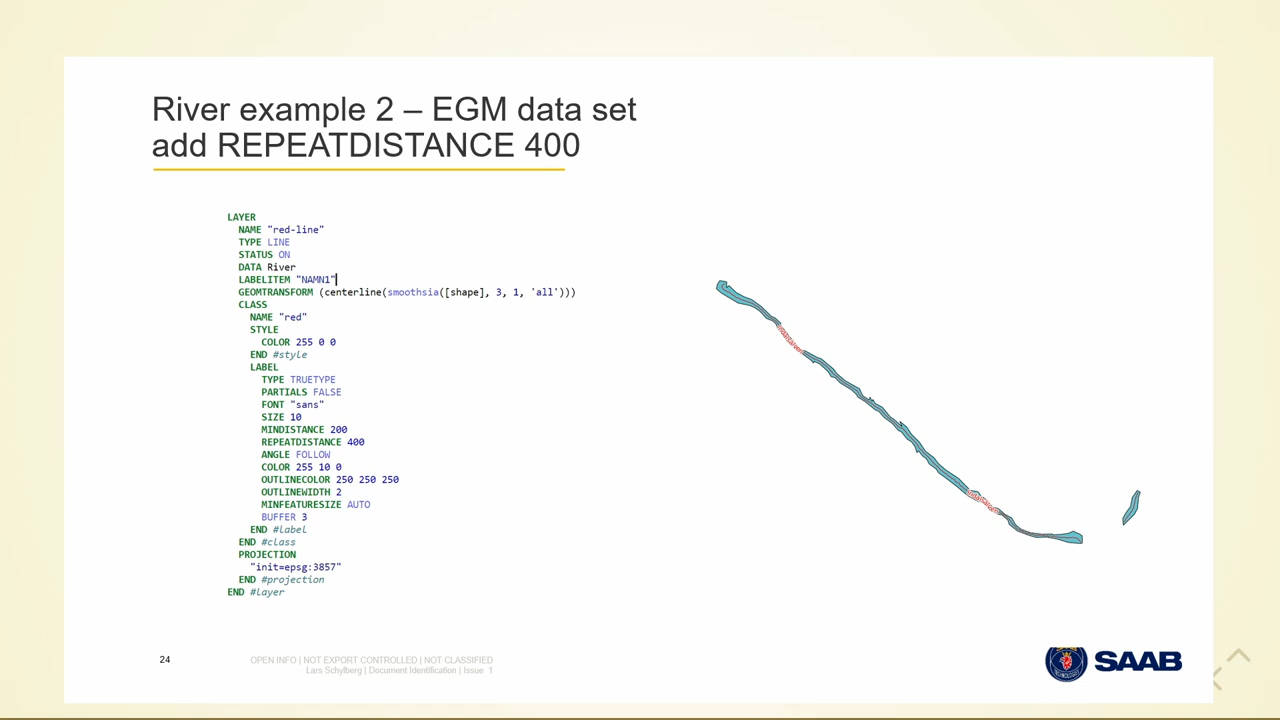 River example 2 – EGM data set
add REPEATDISTANCE 400
LAYER
NAME "red-line"
TYPE LINE
STATUS ON
DATA River
LABELITEM "NAMN1"
GEOMTRANSFORM (centerline(smoothsia([shape], 3, 1, 'all')))
CLASS
NAME "red"
STYLE
COLOR 255 0 0
END #style
LABEL
TYPE TRUETYPE
PARTIALS FALSE
FONT "sans"
SIZE 10
MINDISTANCE 200
REPEATDISTANCE 400
ANGLE FOLLOW
COLOR 255 10 0
OUTLINECOLOR 250 250 250
OUTLINEWIDTH 2
MINFEATURESIZE AUTO
BUFFER 3
END #label
END #class
PROJECTION
"init=epsg:3857"
END #projection
END #layer
24
OPEN INFO | NOT EXPORT CONTROLLED | NOT CLASSIFIED
Lars Schylberg | Document Identification | Issue 1
SAAB